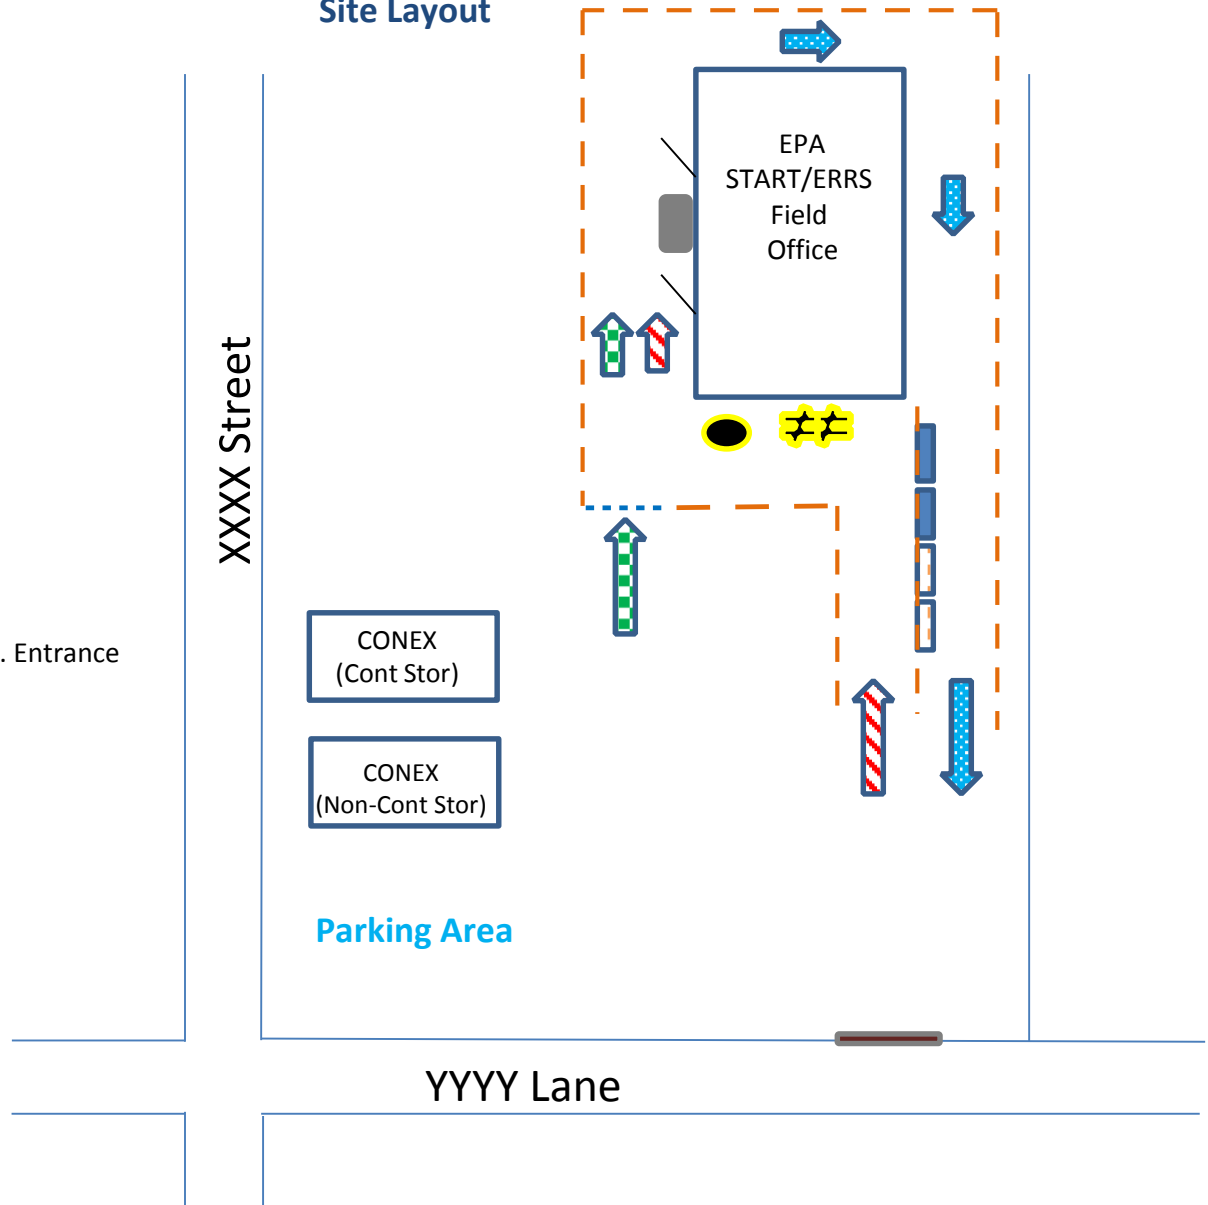 Site Layout
EPA
START/ERRS
Field
Office
XXXX Street
. Entrance
CONEX
(Cont Stor)
CONEX
(Non-Cont Stor)
Parking Area
YYYY Lane